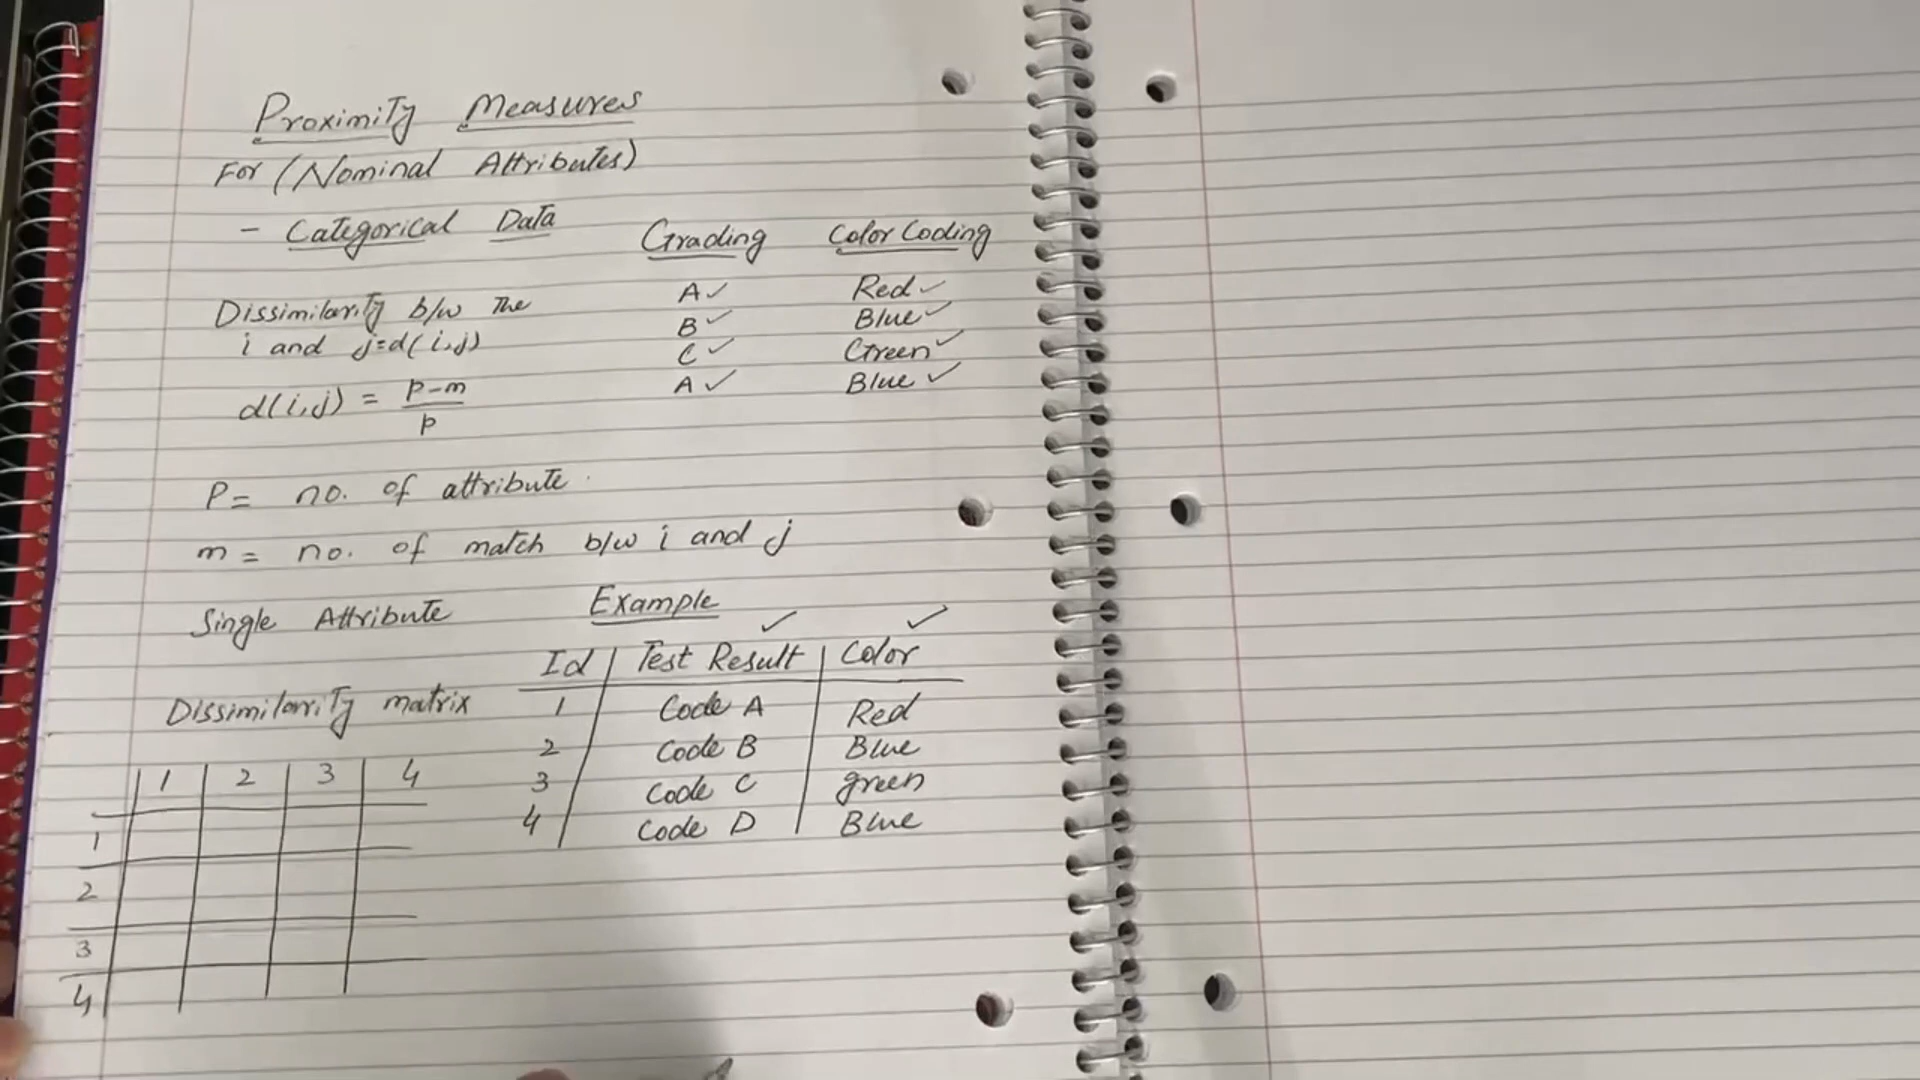 Proximity Measures
For (Nominal Attributes)
- Categorical Data
Grading Color Coding
A ✓ Red ✓
B ✓ Blue ✓
C ✓ Green ✓
A ✓ Blue ✓
Dissimilarity b/w the
i and j = d(i,j)
d(i,j) = p-m
p
P = no. of attribute.
m = no. of match b/w i and j
Single Attribute
Dissimilarity matrix
1 2 3 4
1
2
3
4
Example
✓ ✓
Id Test Result Color
1 Code A Red
2 Code B Blue
3 Code C green
4 Code D Blue